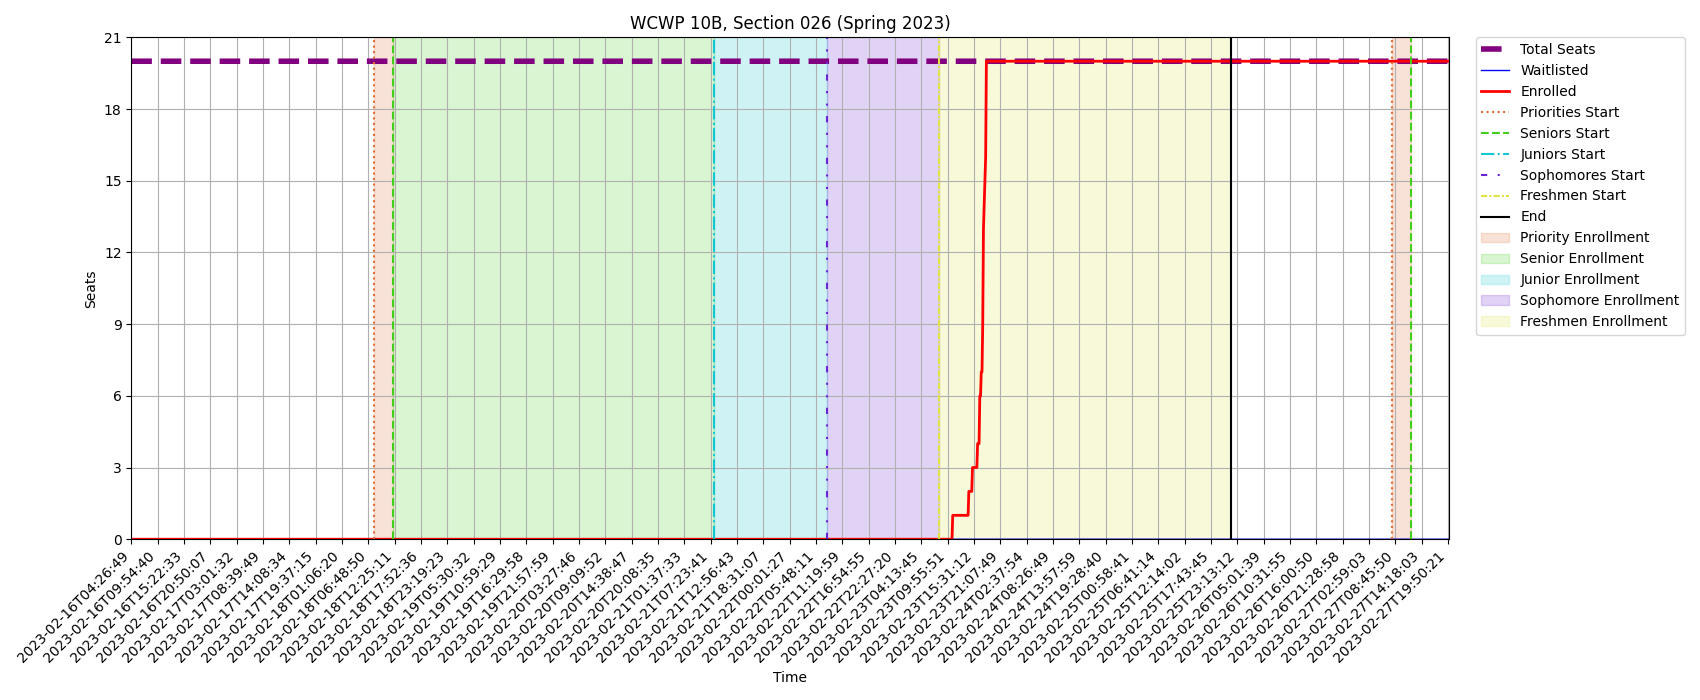 WCWP 10B, Section 026 (Spring 2023)
21
18
15
12
9
6
3
0
Seats
2023-02-16T04:26:49
2023-02-16T09:54:40
2023-02-16T15:22:33
2023-02-16T20:50:07
2023-02-17T03:01:32
2023-02-17T08:39:49
2023-02-17T14:08:34
2023-02-17T19:37:15
2023-02-18T01:06:20
2023-02-18T06:48:50
2023-02-18T12:25:11
2023-02-18T17:52:36
2023-02-18T23:19:23
2023-02-19T05:30:32
2023-02-19T10:59:29
2023-02-19T16:29:58
2023-02-19T21:57:59
2023-02-20T03:27:46
2023-02-20T09:09:52
2023-02-20T14:38:47
2023-02-20T20:08:35
2023-02-21T01:37:33
2023-02-21T07:23:41
2023-02-21T12:56:43
2023-02-21T18:31:07
2023-02-22T00:01:27
2023-02-22T05:48:11
2023-02-22T11:19:59
2023-02-22T16:54:55
2023-02-22T22:27:20
2023-02-23T04:13:45
2023-02-23T09:55:51
2023-02-23T15:31:12
2023-02-23T21:07:49
2023-02-24T02:37:54
2023-02-24T08:26:49
2023-02-24T13:57:59
2023-02-24T19:28:40
2023-02-25T00:58:41
2023-02-25T06:41:14
2023-02-25T12:14:02
2023-02-25T17:43:45
2023-02-25T23:13:12
2023-02-26T05:01:39
2023-02-26T10:31:55
2023-02-26T16:00:50
2023-02-26T21:28:58
2023-02-27T02:59:03
2023-02-27T08:45:50
2023-02-27T14:18:03
2023-02-27T19:50:21
Time
Total Seats
Waitlisted
Enrolled
Priorities Start
Seniors Start
Juniors Start
Sophomores Start
Freshmen Start
End
Priority Enrollment
Senior Enrollment
Junior Enrollment
Sophomore Enrollment
Freshmen Enrollment